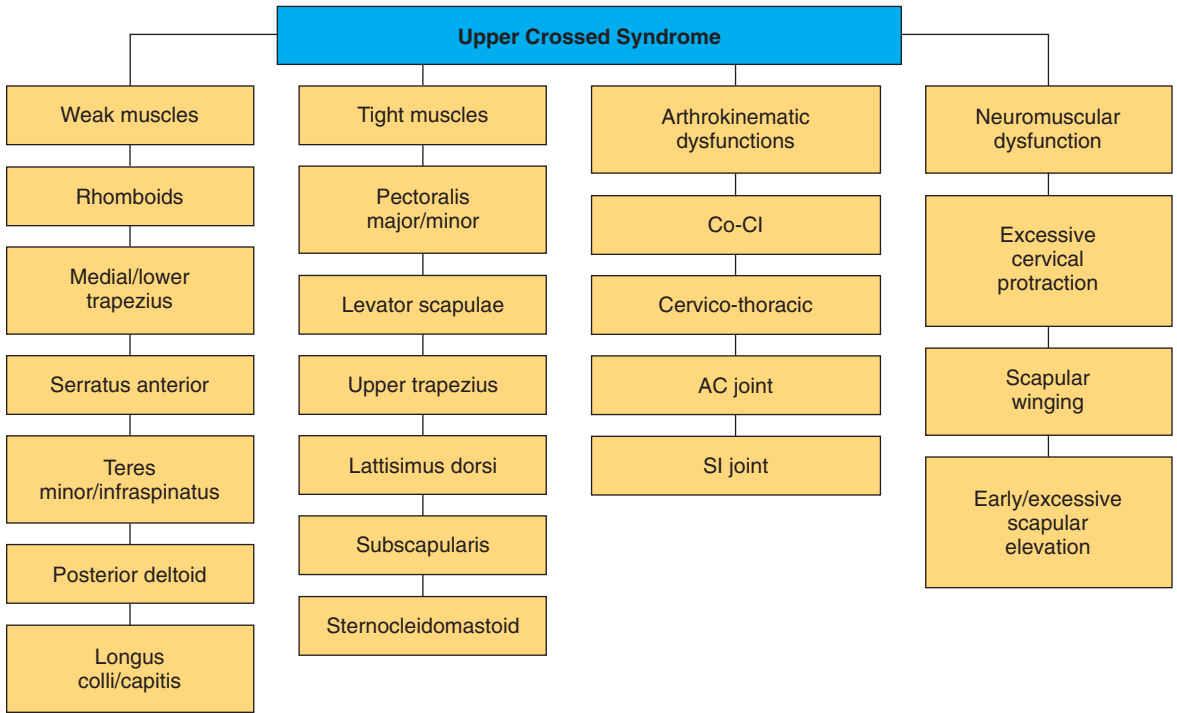 Upper Crossed Syndrome
Weak muscles
Rhomboids
Medial/lower
trapezius
Serratus anterior
Teres
minor/infraspinatus
Posterior deltoid
Longus
colli/capitis
Tight muscles
Pectoralis
major/minor
Levator scapulae
Upper trapezius
Lattisimus dorsi
Subscapularis
Sternocleidomastoid
Arthrokinematic
dysfunctions
Co-CI
Cervico-thoracic
AC joint
SI joint
Neuromuscular
dysfunction
Excessive
cervical
protraction
Scapular
winging
Early/excessive
scapular
elevation